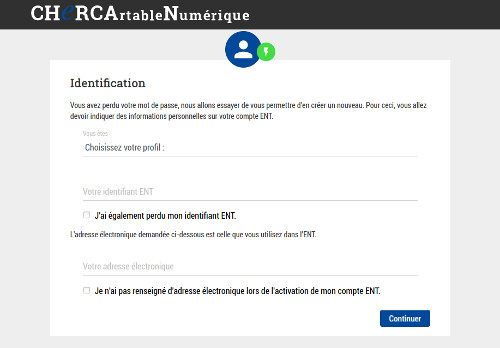 CHeRCArtableNumérique
Identification
Vous avez perdu votre mot de passe, nous allons essayer de vous permettre d'en créer un nouveau. Pour ceci, vous allez
devoir indiquer des informations personnelles sur votre compte ENT.
Vous êtes
Choisissez votre profil :
Votre identifiant ENT
J'ai également perdu mon identifiant ENT.
L'adresse électronique demandée ci-dessous est celle que vous utilisez dans l'ENT.
Votre adresse électronique
Je n'ai pas renseigné d'adresse électronique lors de l'activation de mon compte ENT.
Continuer